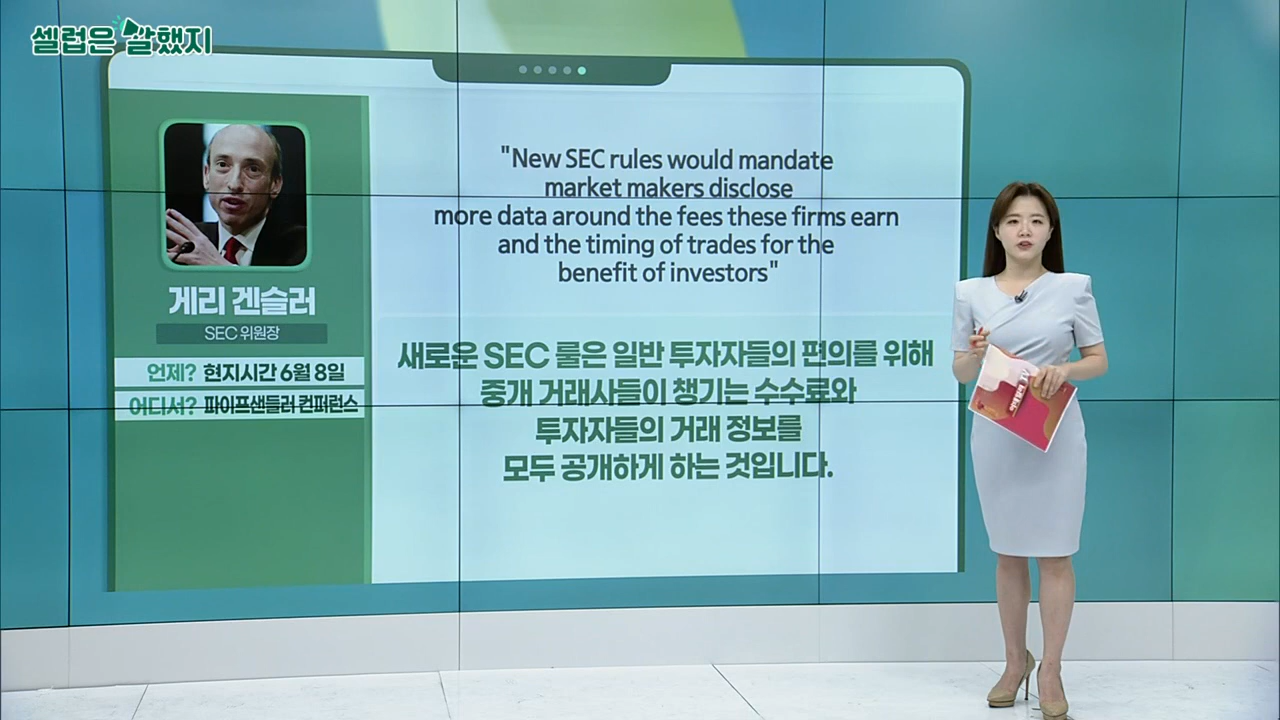 셀럽은 말했지
게리 겐슬러
SEC 위원장
언제? 현지시간 6월 8일
어디서? 파이프샌들러 컨퍼런스
"New SEC rules would mandate
market makers disclose
more data around the fees these firms earn
and the timing of trades for the
benefit of investors"
새로운 SEC 룰은 일반 투자자들의 편의를 위해
중개 거래사들이 챙기는 수수료와
투자자들의 거래 정보를
모두 공개하게 하는 것입니다.